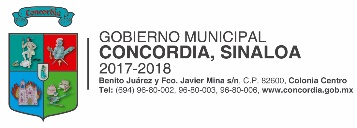 Concordia
GOBIERNO MUNICIPAL
CONCORDIA, SINALOA
2017-2018
Benito Juárez y Fco. Javier Mina s/n. C.P. 82600, Colonia Centro
Tel: (694) 96-80-002, 96-80-003, 96-80-006, www.concordia.gob.mx